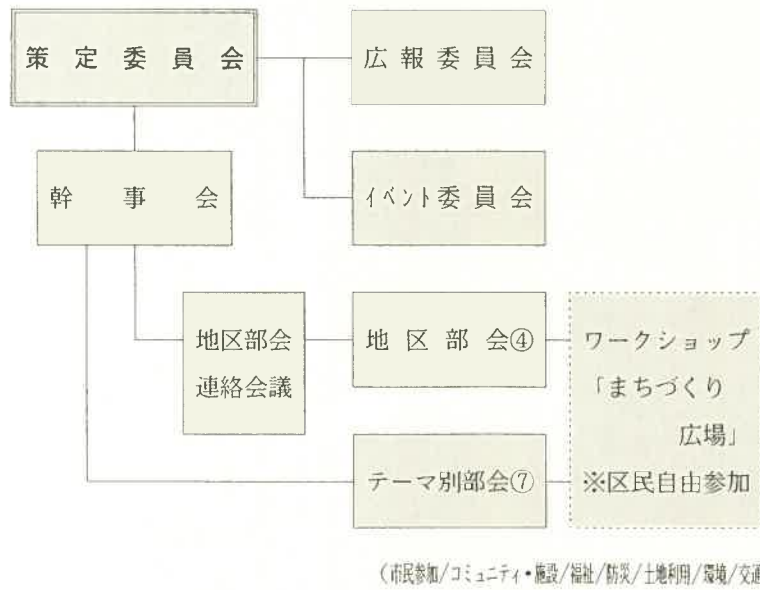 策定委員会
広報委員会
幹事会
イベント委員会
地区部会
連絡会議
地区部会④
ワークショップ
「まちづくり
広場」
※区民自由参加
テーマ別部会⑦
(市民参加/コミュニティ・施設/福祉/防災/土地利用/環境/交通